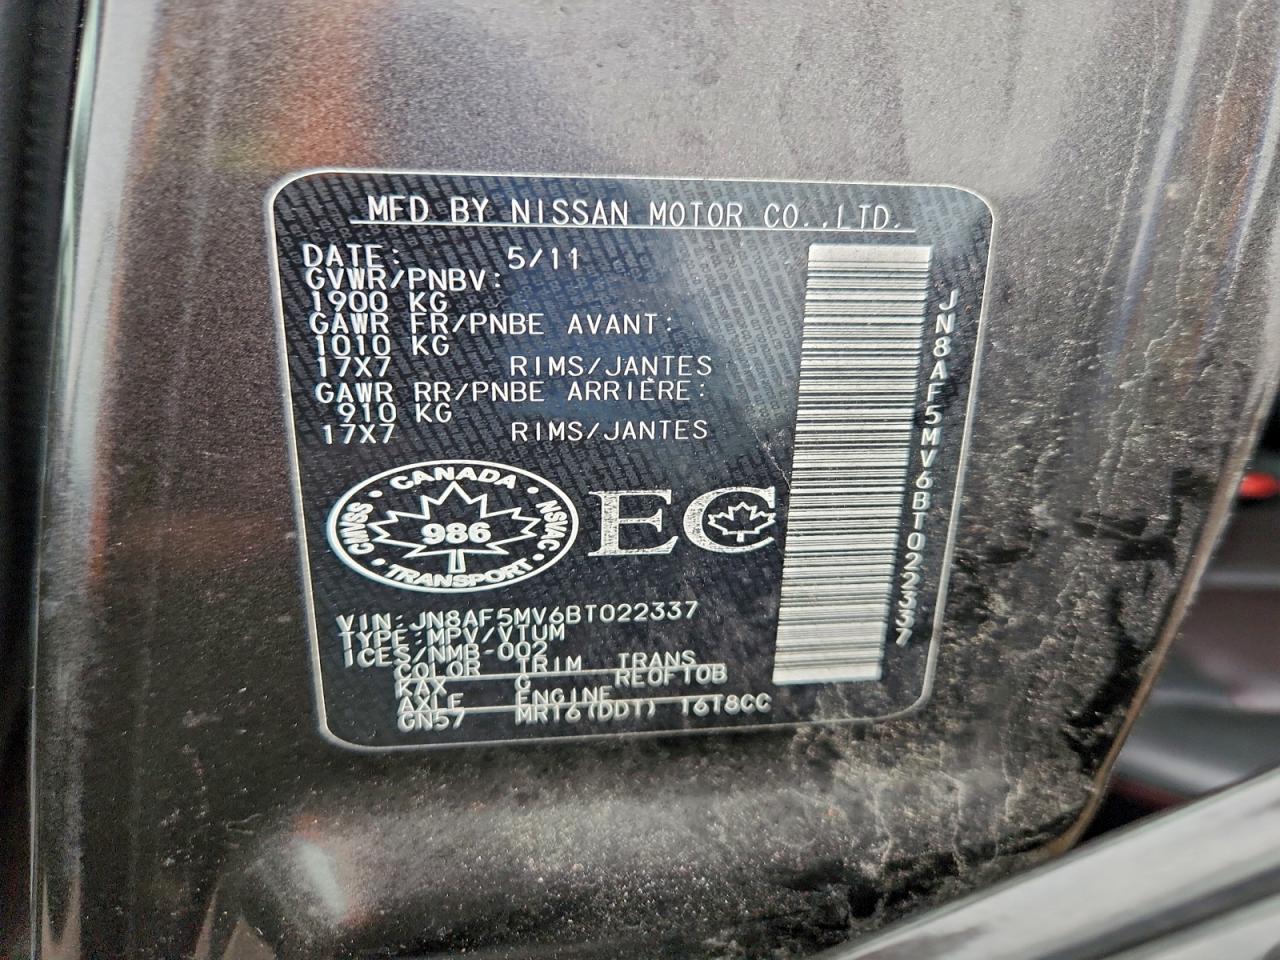 MFD BY NISSAN MOTOR CO.,LTD.
DATE: 5/11
GVWR/PNBV:
1900 KG
GAWR FR/PNBE AVANT:
1010 KG
17X7 RIMS/JANTES
GAWR RR/PNBE ARRIÈRE:
910 KG
17X7 RIMS/JANTES
CANADA
CMVSS 986 NSVAC
TRANSPORT
EC
VIN:JN8AF5MV6BT022337
TYPE:MPV/VTUM
ICES/NMB-002
COLOR TRIM TRANS
KAX G RE0F10B
AXLE ENGINE
GN57 MR16(DDT) 1618CC
JN8AF5MV6BT022337